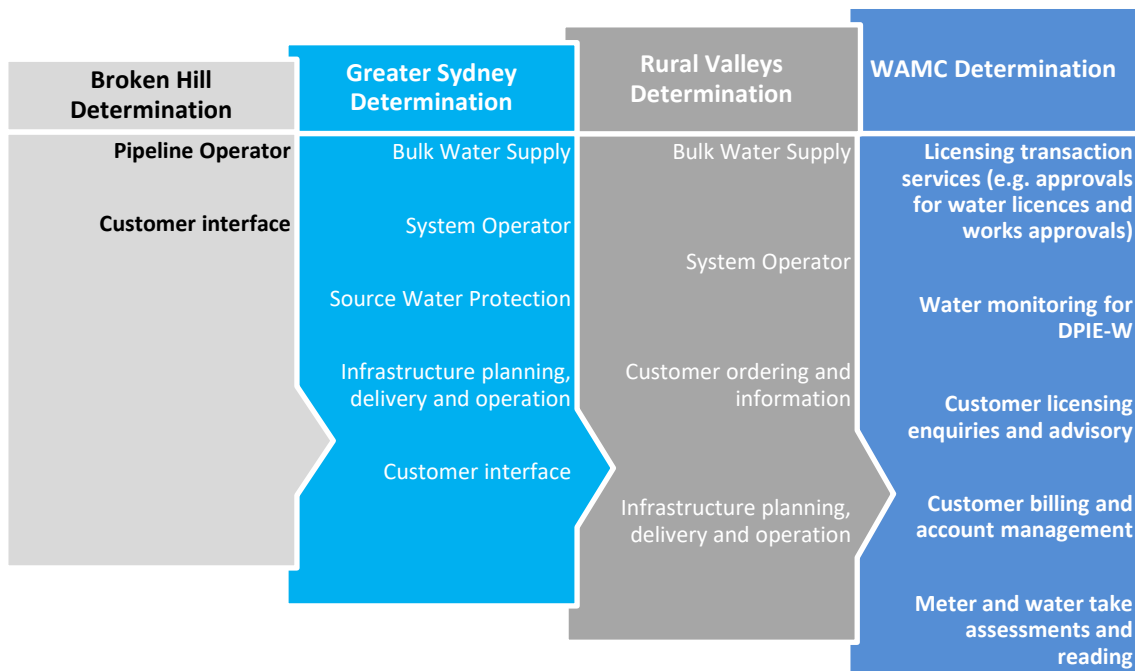 Broken Hill
Determination
Pipeline Operator
Customer interface
Greater Sydney
Determination
Bulk Water Supply
System Operator
Source Water Protection
Infrastructure planning,
delivery and operation
Customer interface
Rural Valleys
Determination
Bulk Water Supply
System Operator
Customer ordering and
information
Infrastructure planning,
delivery and operation
WAMC Determination
Licensing transaction
services (e.g. approvals
for water licences and
works approvals)
Water monitoring for
DPIE-W
Customer licensing
enquiries and advisory
Customer billing and
account management
Meter and water take
assessments and
reading